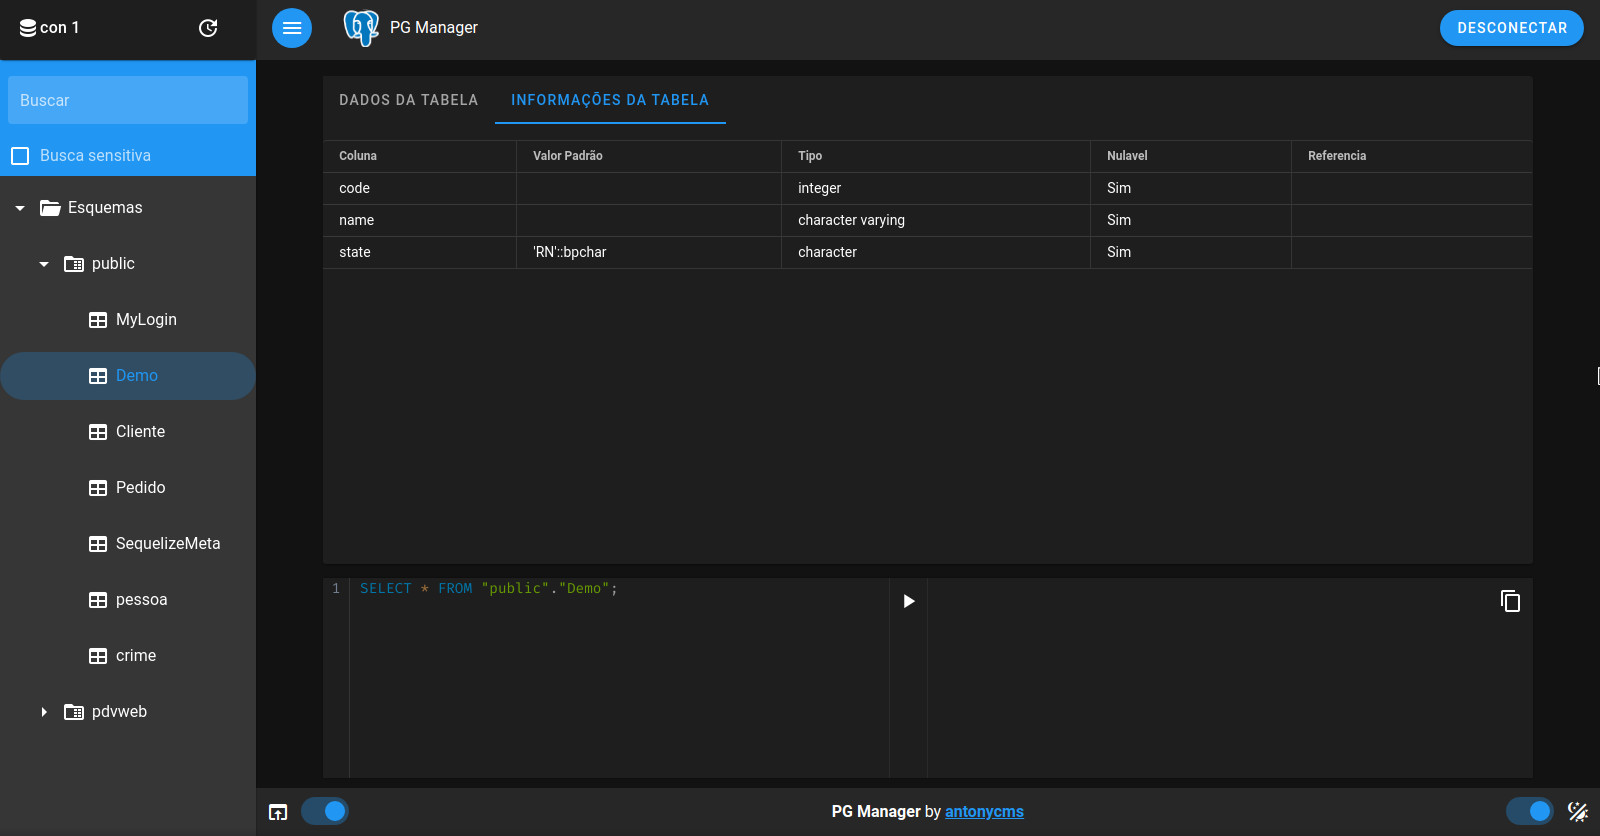 con 1
PG Manager
DESCONECTAR
Buscar
Busca sensitiva
Esquemas
public
MyLogin
Demo
Cliente
Pedido
SequelizeMeta
pessoa
crime
pdvweb
DADOS DA TABELA INFORMAÇÕES DA TABELA
Coluna Valor Padrão Tipo Nulavel Referencia
code integer Sim
name character varying Sim
state 'RN'::bpchar character Sim
1 SELECT * FROM "public"."Demo";
PG Manager by antonycms